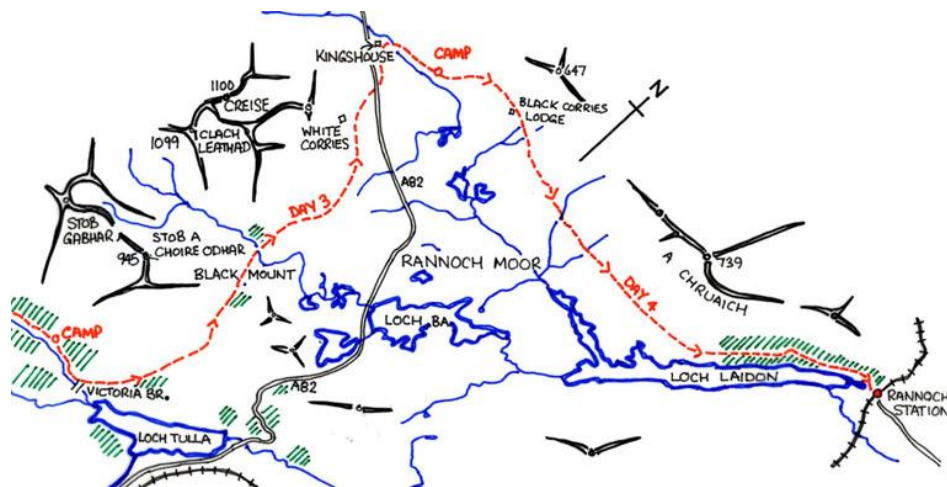 KINGSHOUSE
CAMP
647
N
1100
CREISE
BLACK CORRIES
LODGE
1099
CLACH
LEATHAD
WHITE
CORRIES
A82
DAY 3
STOB
GABHAR
945
STOB A
CHOIRE ODHAR
RANNOCH MOOR
A CHRUAICH
739
BLACK MOUNT
DAY 4
CAMP
LOCH BA
VICTORIA BR.
A82
LOCH LAIDON
RANNOCH
STATION
LOCH TULLA